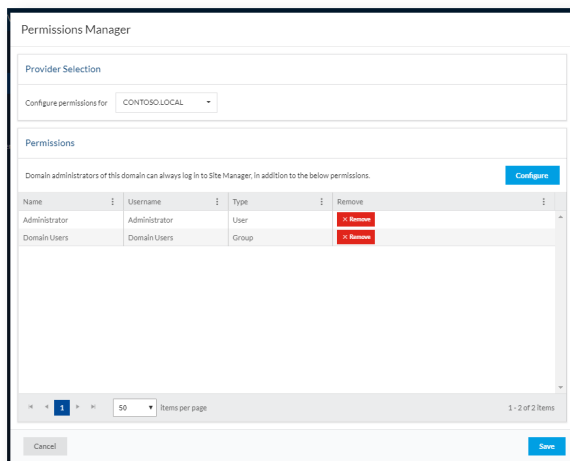 Permissions Manager
Provider Selection
Configure permissions for CONTOSO.LOCAL
Permissions
Domain administrators of this domain can always log in to Site Manager, in addition to the below permissions. Configure
Name Username Type Remove
Administrator Administrator User × Remove
Domain Users Domain Users Group × Remove
1 50 items per page 1 - 2 of 2 items
Cancel Save